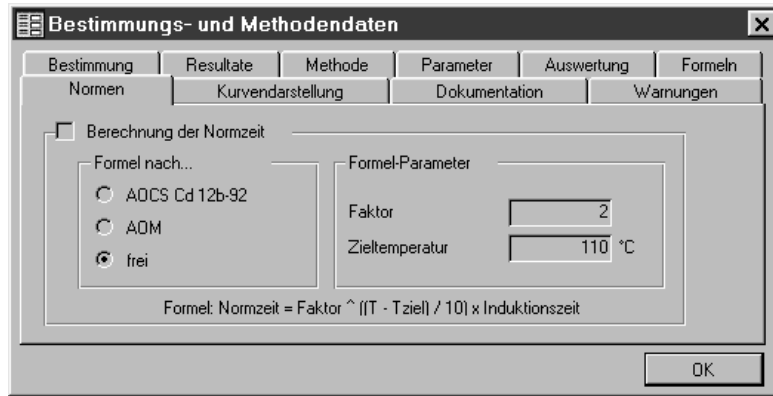 Bestimmungs- und Methodendaten
Bestimmung Resultate Methode Parameter Auswertung Formeln
Normen Kurvendarstellung Dokumentation Warnungen
Berechnung der Normzeit
Formel nach... Formel-Parameter
AOCS Cd 12b-92
Faktor 2
AOM
Zieltemperatur 110 °C
frei
Formel: Normzeit = Faktor ^ ((T - Tziel) / 10) x Induktionszeit
OK